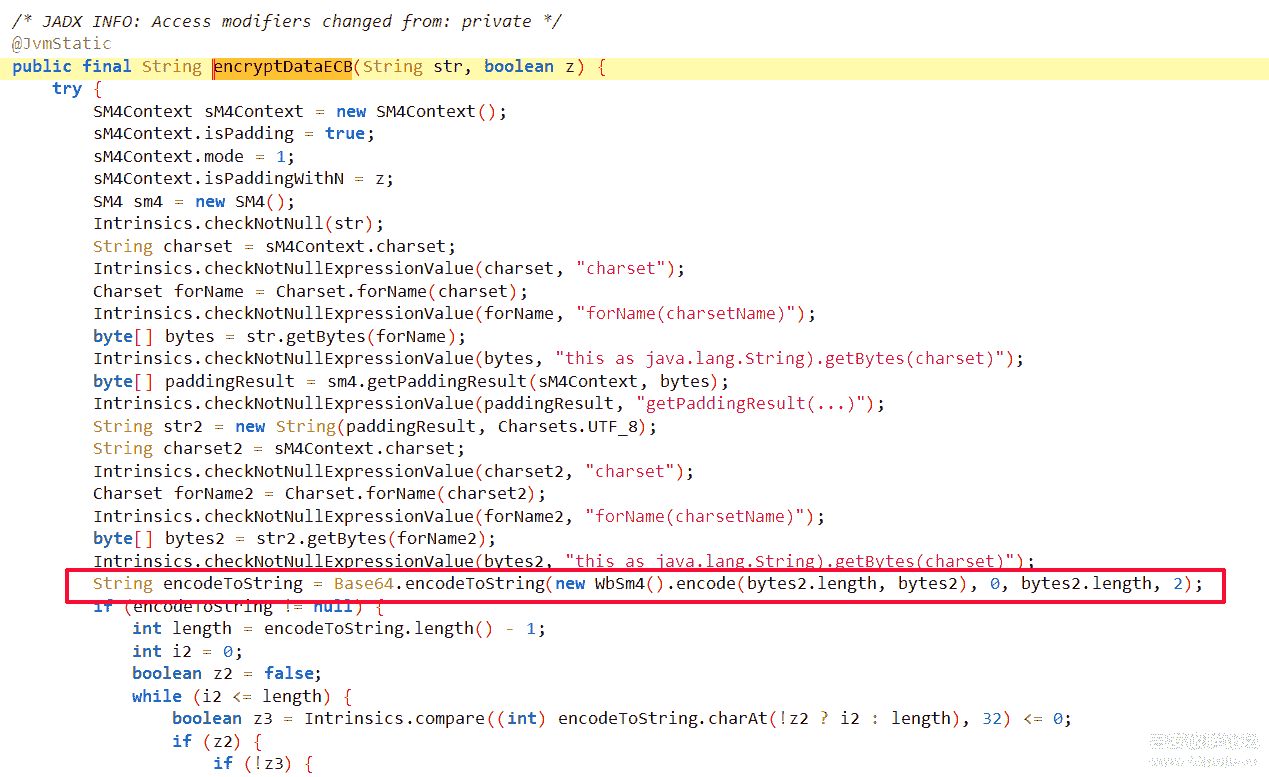 /* JADX INFO: Access modifiers changed from: private */
@JvmStatic
public final String encryptDataECB(String str, boolean z) {
try {
SM4Context sM4Context = new SM4Context();
sM4Context.isPadding = true;
sM4Context.mode = 1;
sM4Context.isPaddingWithN = z;
SM4 sm4 = new SM4();
Intrinsics.checkNotNull(str);
String charset = sM4Context.charset;
Intrinsics.checkNotNullExpressionValue(charset, "charset");
Charset forName = Charset.forName(charset);
Intrinsics.checkNotNullExpressionValue(forName, "forName(charsetName)");
byte[] bytes = str.getBytes(forName);
Intrinsics.checkNotNullExpressionValue(bytes, "this as java.lang.String).getBytes(charset)");
byte[] paddingResult = sm4.getPaddingResult(sM4Context, bytes);
Intrinsics.checkNotNullExpressionValue(paddingResult, "getPaddingResult(...)");
String str2 = new String(paddingResult, Charsets.UTF_8);
String charset2 = sM4Context.charset;
Intrinsics.checkNotNullExpressionValue(charset2, "charset");
Charset forName2 = Charset.forName(charset2);
Intrinsics.checkNotNullExpressionValue(forName2, "forName(charsetName)");
byte[] bytes2 = str2.getBytes(forName2);
Intrinsics.checkNotNullExpressionValue(bytes2, "this as java.lang.String).getBytes(charset)");
String encodeToString = Base64.encodeToString(new WbSm4().encode(bytes2.length, bytes2), 0, bytes2.length, 2);
if (encodeToString != null) {
int length = encodeToString.length() - 1;
int i2 = 0;
boolean z2 = false;
while (i2 <= length) {
boolean z3 = Intrinsics.compare((int) encodeToString.charAt(!z2 ? i2 : length), 32) <= 0;
if (z2) {
if (!z3) {